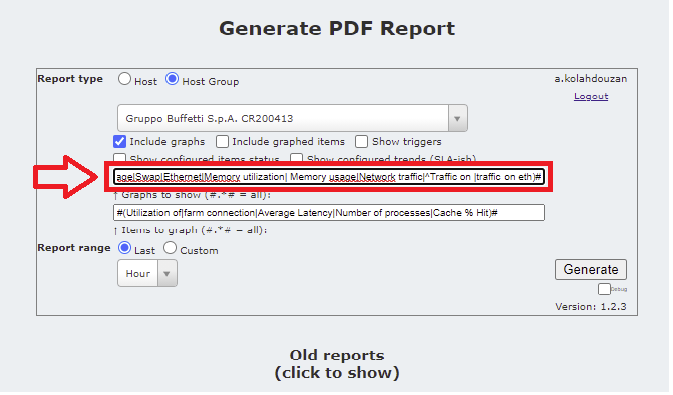 Generate PDF Report
Report type Host Host Group a.kolahdouzan
Logout
Gruppo Buffetti S.p.A. CR200413
Include graphs Include graphed items Show triggers
Show configured items status Show configured trends (SLA-ish)
age|Swap|Ethernet|Memory utilization| Memory usage|Network traffic|^Traffic on |traffic on eth)#
↑ Graphs to show (#.*# = all):
#(Utilization of|farm connection|Average Latency|Number of processes|Cache % Hit)#
↑ Items to graph (#.*# = all):
Report range Last Custom
Hour Generate
Debug
Version: 1.2.3
Old reports
(click to show)